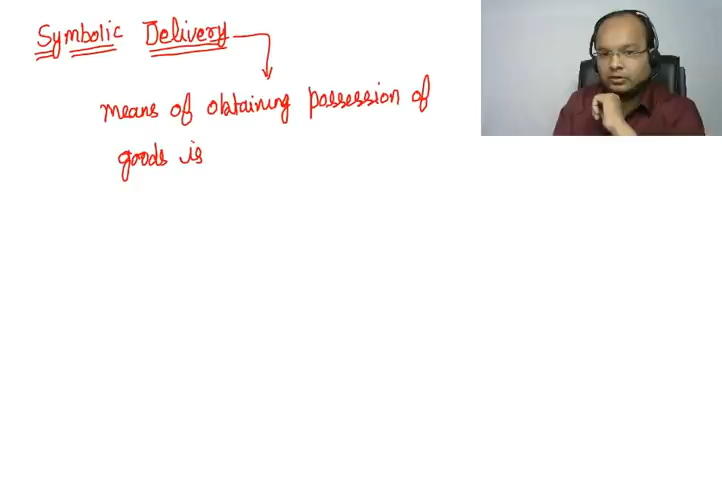 Symbolic Delivery
means of obtaining possession of
goods is